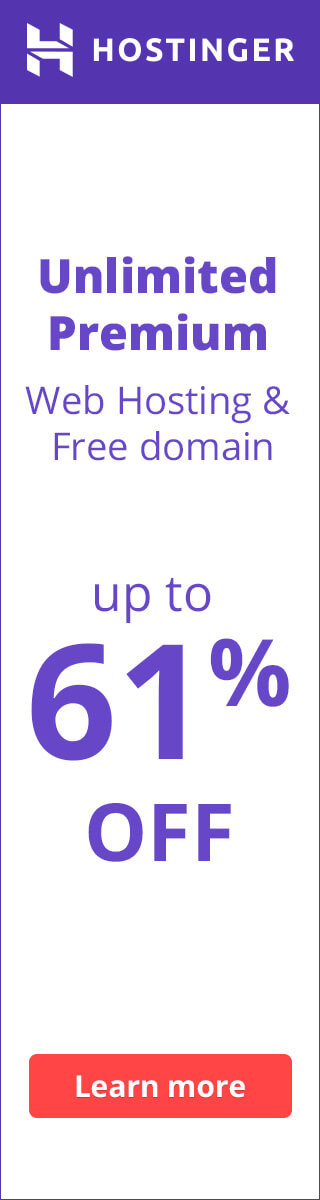 HOSTINGER
Unlimited
Premium
Web Hosting &
Free domain
up to
61%
OFF
Learn more